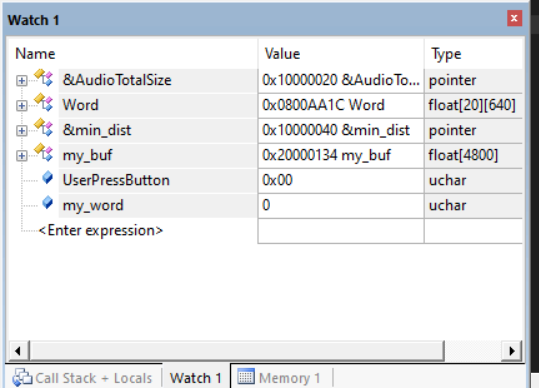 Watch 1
Name Value Type
&AudioTotalSize 0x10000020 &AudioTo... pointer
Word 0x0800AA1C Word float[20][640]
&min_dist 0x10000040 &min_dist pointer
my_buf 0x20000134 my_buf float[4800]
UserPressButton 0x00 uchar
my_word 0 uchar
<Enter expression>
Call Stack + Locals Watch 1 Memory 1